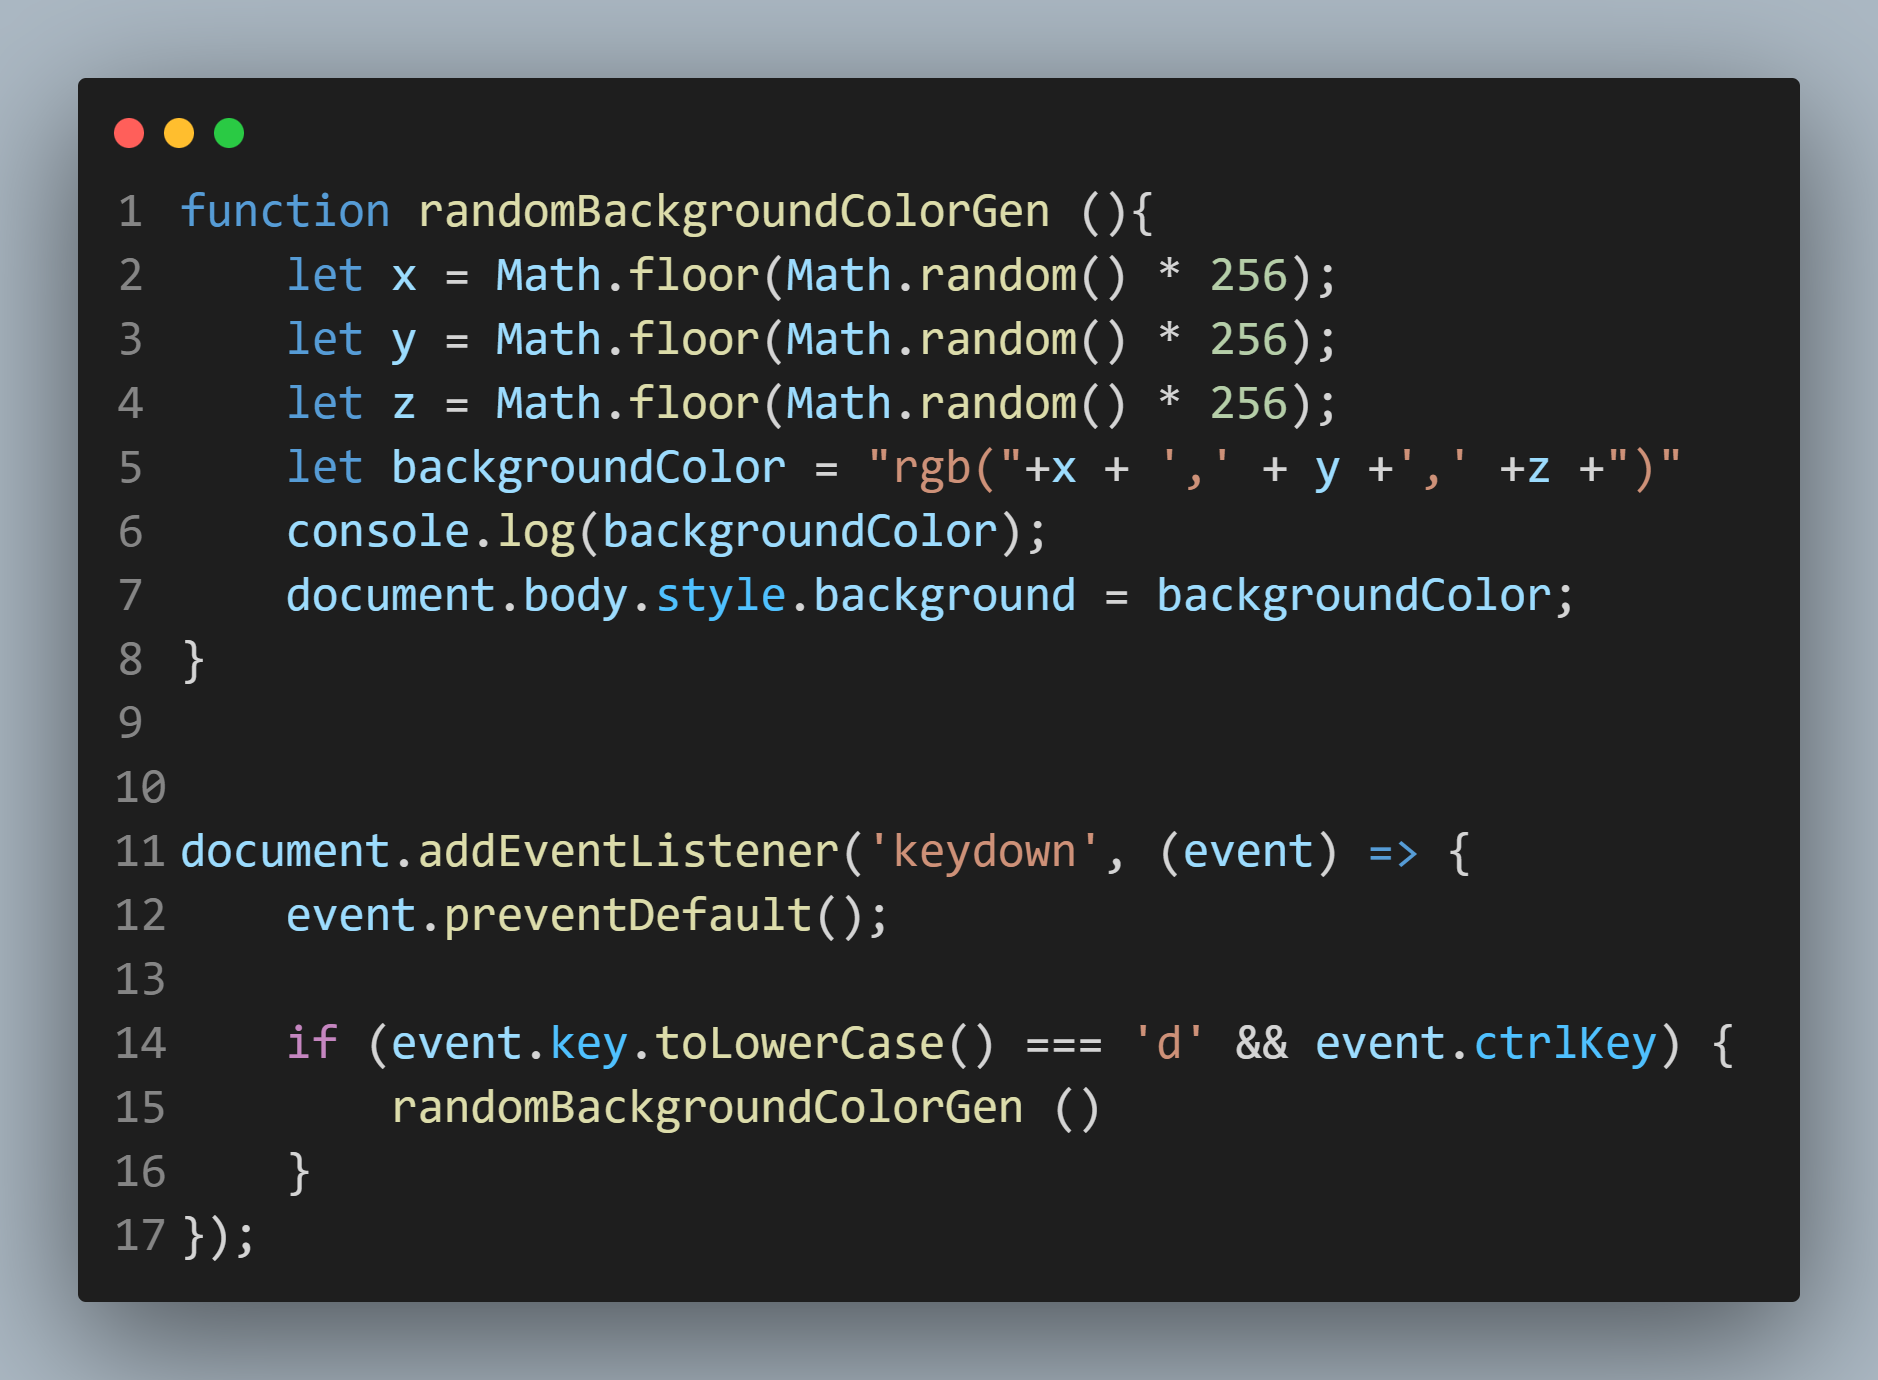 1 function randomBackgroundColorGen (){
2     let x = Math.floor(Math.random() * 256);
3     let y = Math.floor(Math.random() * 256);
4     let z = Math.floor(Math.random() * 256);
5     let backgroundColor = "rgb("+x + ',' + y +',' +z +")"
6     console.log(backgroundColor);
7     document.body.style.background = backgroundColor;
8 }
9
10
11 document.addEventListener('keydown', (event) => {
12     event.preventDefault();
13
14     if (event.key.toLowerCase() === 'd' && event.ctrlKey) {
15         randomBackgroundColorGen ()
16     }
17 });